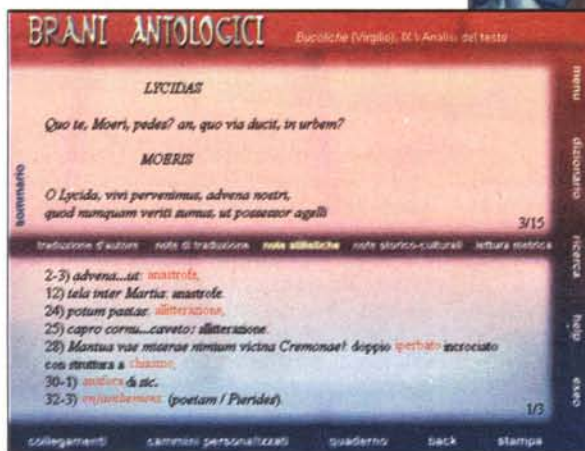 BRANI ANTOLOGICI
Bucoliche (Virgilio), IX \ Analisi del testo
LYCIDAS
Quo te, Moeri, pedes? an, quo via ducit, in urbem?
MOERIS
O Lycida, vivi pervenimus, advena nostri,
quod numquam veriti sumus, ut possessor agelli
3/15
sommario
traduzione d'autore note di traduzione note stilistiche note storico-culturali lettura metrica
2-3) advena...ut: anastrofe,
12) tela inter Martia: anastrofe.
24) potum pastas: allitterazione,
25) capro cornu...caveto: allitterazione.
28) Mantua vae miserae nimium vicina Cremonae!: doppio iperbato incrociato
con struttura a chiasmo,
30-1) anafora di sic.
32-3) enjambement (poetam / Pierides).
1/3
menu
dizionario
ricerca
help
exec
collegamenti cammini personalizzati quaderno back stampa